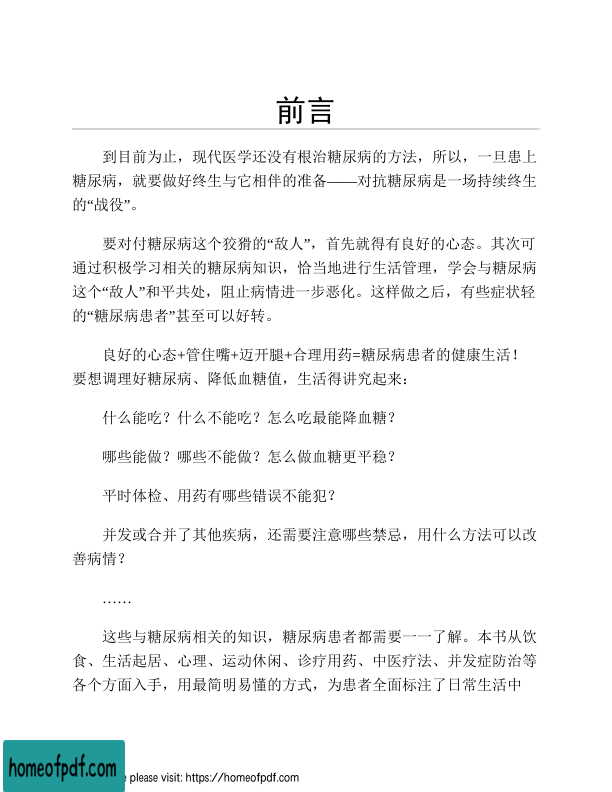 前言
到目前为止，现代医学还没有根治糖尿病的方法，所以，一旦患上
糖尿病，就要做好终生与它相伴的准备——对抗糖尿病是一场持续终生
的“战役”。
要对付糖尿病这个狡猾的“敌人”，首先就得有良好的心态。其次可
通过积极学习相关的糖尿病知识，恰当地进行生活管理，学会与糖尿病
这个“敌人”和平共处，阻止病情进一步恶化。这样做之后，有些症状轻
的“糖尿病患者”甚至可以好转。
良好的心态+管住嘴+迈开腿+合理用药=糖尿病患者的健康生活！
要想调理好糖尿病、降低血糖值，生活得讲究起来：
什么能吃？什么不能吃？怎么吃最能降血糖？
哪些能做？哪些不能做？怎么做血糖更平稳？
平时体检、用药有哪些错误不能犯？
并发或合并了其他疾病，还需要注意哪些禁忌，用什么方法可以改
善病情？
……
这些与糖尿病相关的知识，糖尿病患者都需要一一了解。本书从饮
食、生活起居、心理、运动休闲、诊疗用药、中医疗法、并发症防治等
各个方面入手，用最简明易懂的方式，为患者全面标注了日常生活中
homeofpdf.com
e please visit: https://homeofpdf.com